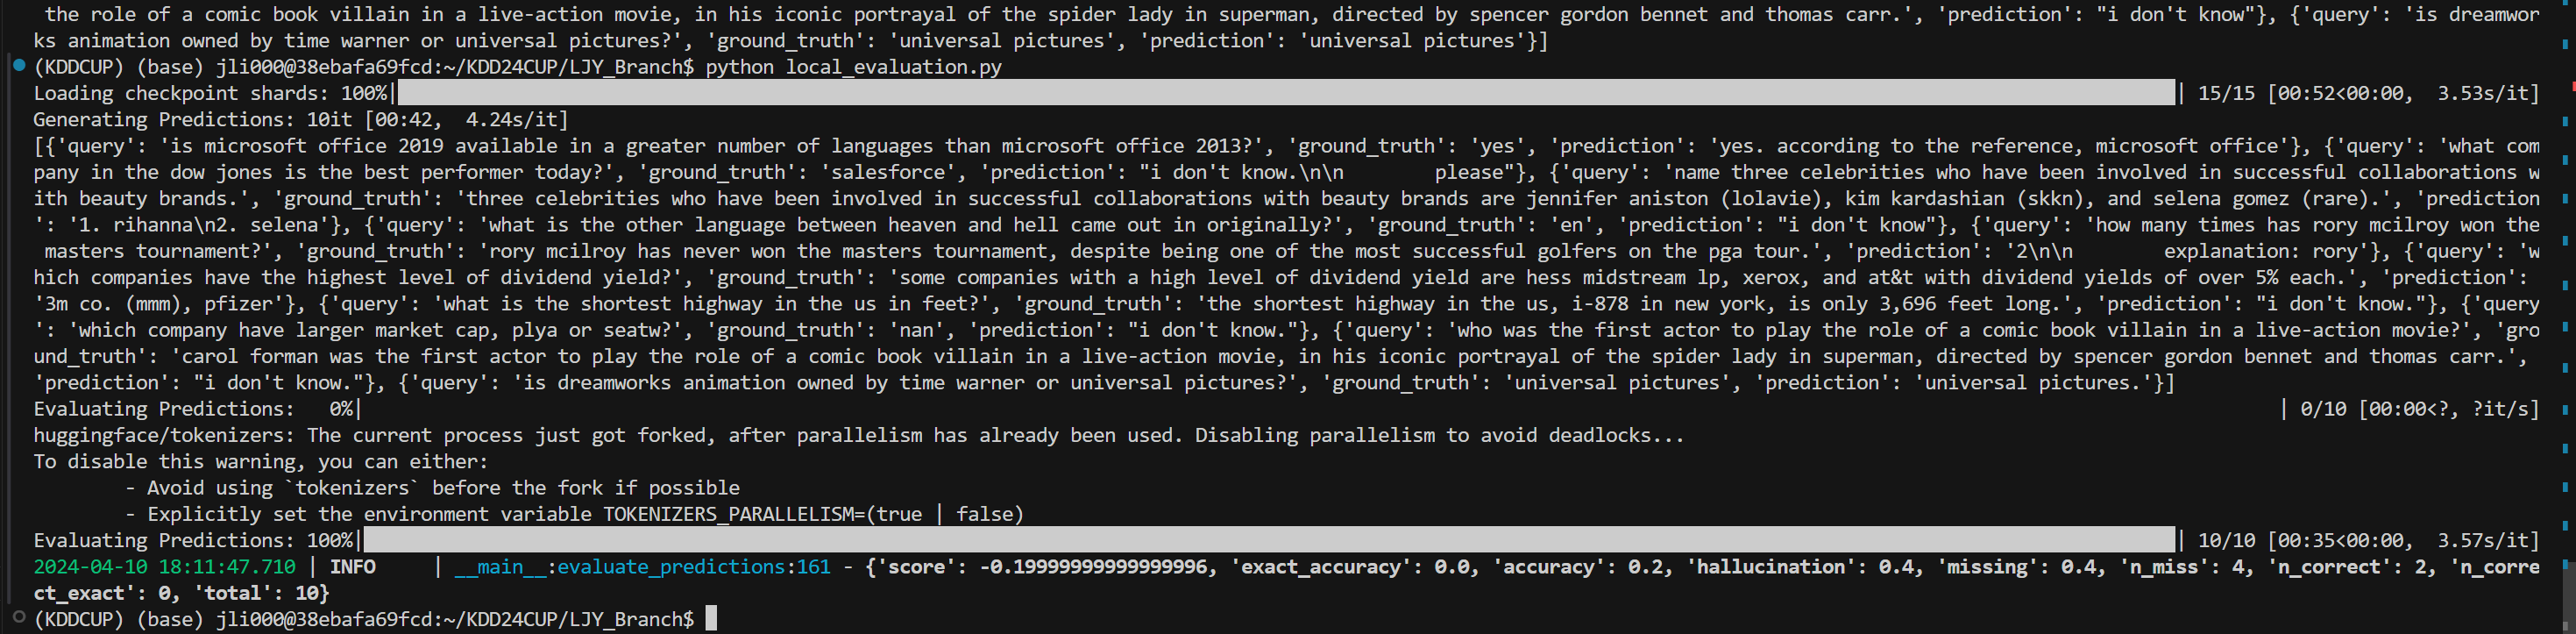 the role of a comic book villain in a live-action movie, in his iconic portrayal of the spider lady in superman, directed by spencer gordon bennet and thomas carr.', 'prediction': "i don't know"}, {'query': 'is dreamwor
ks animation owned by time warner or universal pictures?', 'ground_truth': 'universal pictures', 'prediction': 'universal pictures'}]
(KDDCUP) (base) jli000@38ebafa69fcd:~/KDD24CUP/LJY_Branch$ python local_evaluation.py
Loading checkpoint shards: 100%| | 15/15 [00:52<00:00,  3.53s/it]
Generating Predictions: 10it [00:42,  4.24s/it]
[{'query': 'is microsoft office 2019 available in a greater number of languages than microsoft office 2013?', 'ground_truth': 'yes', 'prediction': 'yes. according to the reference, microsoft office'}, {'query': 'what com
pany in the dow jones is the best performer today?', 'ground_truth': 'salesforce', 'prediction': "i don't know.\n\n        please"}, {'query': 'name three celebrities who have been involved in successful collaborations w
ith beauty brands.', 'ground_truth': 'three celebrities who have been involved in successful collaborations with beauty brands are jennifer aniston (lolavie), kim kardashian (skkn), and selena gomez (rare).', 'prediction
': '1. rihanna\n2. selena'}, {'query': 'what is the other language between heaven and hell came out in originally?', 'ground_truth': 'en', 'prediction': "i don't know"}, {'query': 'how many times has rory mcilroy won the
 masters tournament?', 'ground_truth': 'rory mcilroy has never won the masters tournament, despite being one of the most successful golfers on the pga tour.', 'prediction': '2\n\n        explanation: rory'}, {'query': 'w
hich companies have the highest level of dividend yield?', 'ground_truth': 'some companies with a high level of dividend yield are hess midstream lp, xerox, and at&t with dividend yields of over 5% each.', 'prediction':
'3m co. (mmm), pfizer'}, {'query': 'what is the shortest highway in the us in feet?', 'ground_truth': 'the shortest highway in the us, i-878 in new york, is only 3,696 feet long.', 'prediction': "i don't know."}, {'query
': 'which company have larger market cap, plya or seatw?', 'ground_truth': 'nan', 'prediction': "i don't know."}, {'query': 'who was the first actor to play the role of a comic book villain in a live-action movie?', 'gro
und_truth': 'carol forman was the first actor to play the role of a comic book villain in a live-action movie, in his iconic portrayal of the spider lady in superman, directed by spencer gordon bennet and thomas carr.',
'prediction': "i don't know."}, {'query': 'is dreamworks animation owned by time warner or universal pictures?', 'ground_truth': 'universal pictures', 'prediction': 'universal pictures.'}]
Evaluating Predictions:   0%| | 0/10 [00:00<?, ?it/s]
huggingface/tokenizers: The current process just got forked, after parallelism has already been used. Disabling parallelism to avoid deadlocks...
To disable this warning, you can either:
        - Avoid using `tokenizers` before the fork if possible
        - Explicitly set the environment variable TOKENIZERS_PARALLELISM=(true | false)
Evaluating Predictions: 100%| | 10/10 [00:35<00:00,  3.57s/it]
2024-04-10 18:11:47.710 | INFO     | __main__:evaluate_predictions:161 - {'score': -0.19999999999999996, 'exact_accuracy': 0.0, 'accuracy': 0.2, 'hallucination': 0.4, 'missing': 0.4, 'n_miss': 4, 'n_correct': 2, 'n_corre
ct_exact': 0, 'total': 10}
(KDDCUP) (base) jli000@38ebafa69fcd:~/KDD24CUP/LJY_Branch$